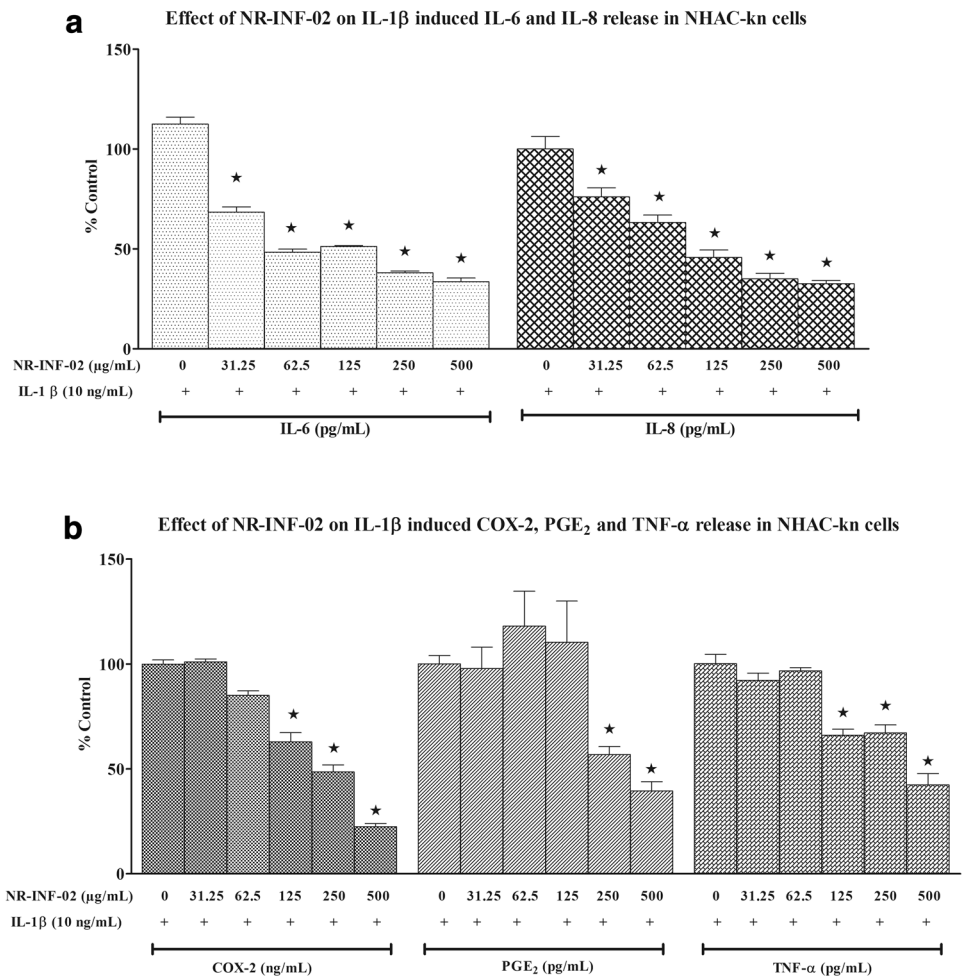 a
Effect of NR-INF-02 on IL-1β induced IL-6 and IL-8 release in NHAC-kn cells
150
100
50
0
% Control
★ ★ ★ ★ ★ ★ ★ ★ ★ ★
NR-INF-02 (µg/mL) 0 31.25 62.5 125 250 500 0 31.25 62.5 125 250 500
IL-1 β (10 ng/mL) + + + + + + + + + + + +
IL-6 (pg/mL) IL-8 (pg/mL)
b
Effect of NR-INF-02 on IL-1β induced COX-2, PGE₂ and TNF-α release in NHAC-kn cells
150
100
50
0
% Control
★ ★ ★ ★ ★ ★ ★ ★
NR-INF-02 (µg/mL) 0 31.25 62.5 125 250 500 0 31.25 62.5 125 250 500 0 31.25 62.5 125 250 500
IL-1β (10 ng/mL) + + + + + + + + + + + + + + + + + +
COX-2 (ng/mL) PGE₂ (pg/mL) TNF-α (pg/mL)